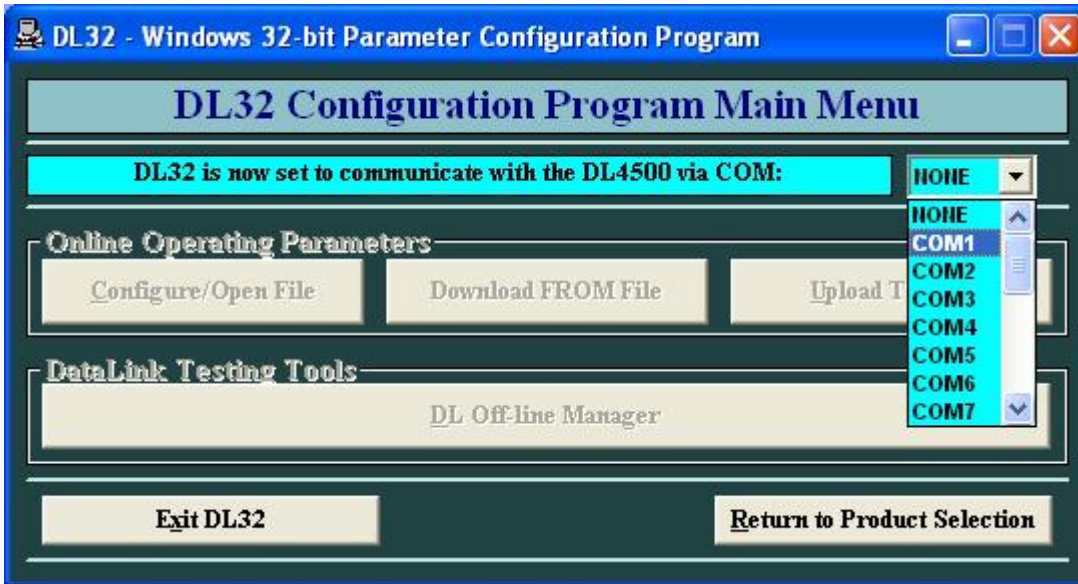 DL32 - Windows 32-bit Parameter Configuration Program
DL32 Configuration Program Main Menu
DL32 is now set to communicate with the DL4500 via COM:
NONE
NONE
COM1
COM2
COM3
COM4
COM5
COM6
COM7
Online Operating Parameters
Configure/Open File
Download FROM File
Upload T
DataLink Testing Tools
DL Off-line Manager
Exit DL32
Return to Product Selection